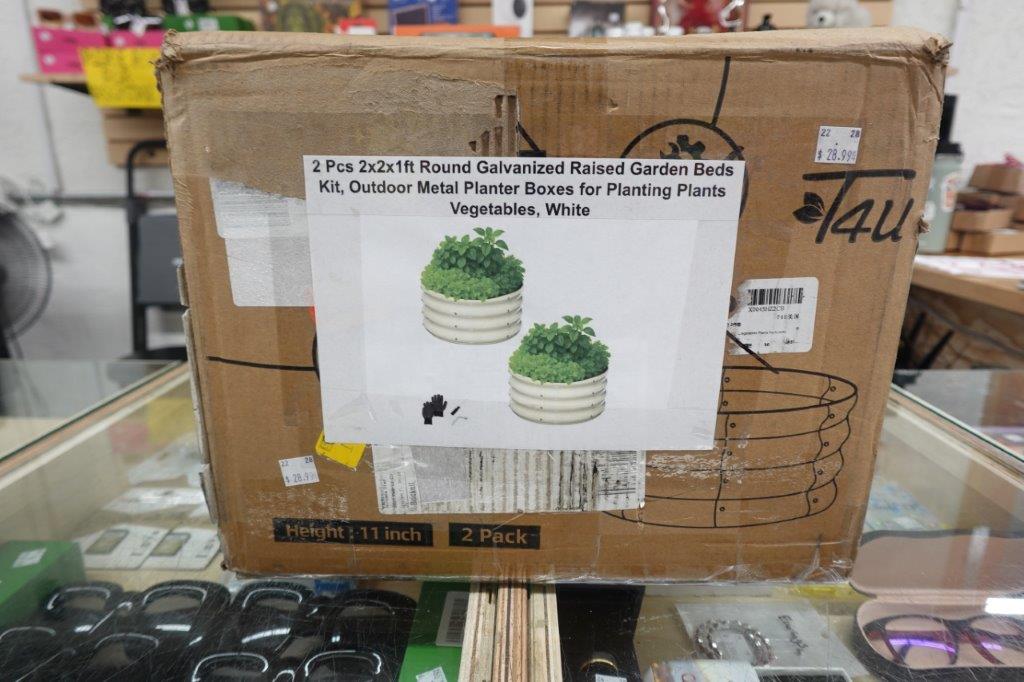 22 28
$ 28.99
2 Pcs 2x2x1ft Round Galvanized Raised Garden Beds
Kit, Outdoor Metal Planter Boxes for Planting Plants
Vegetables, White
T4U
22 28
$ 28.99
Height : 11 inch
2 Pack